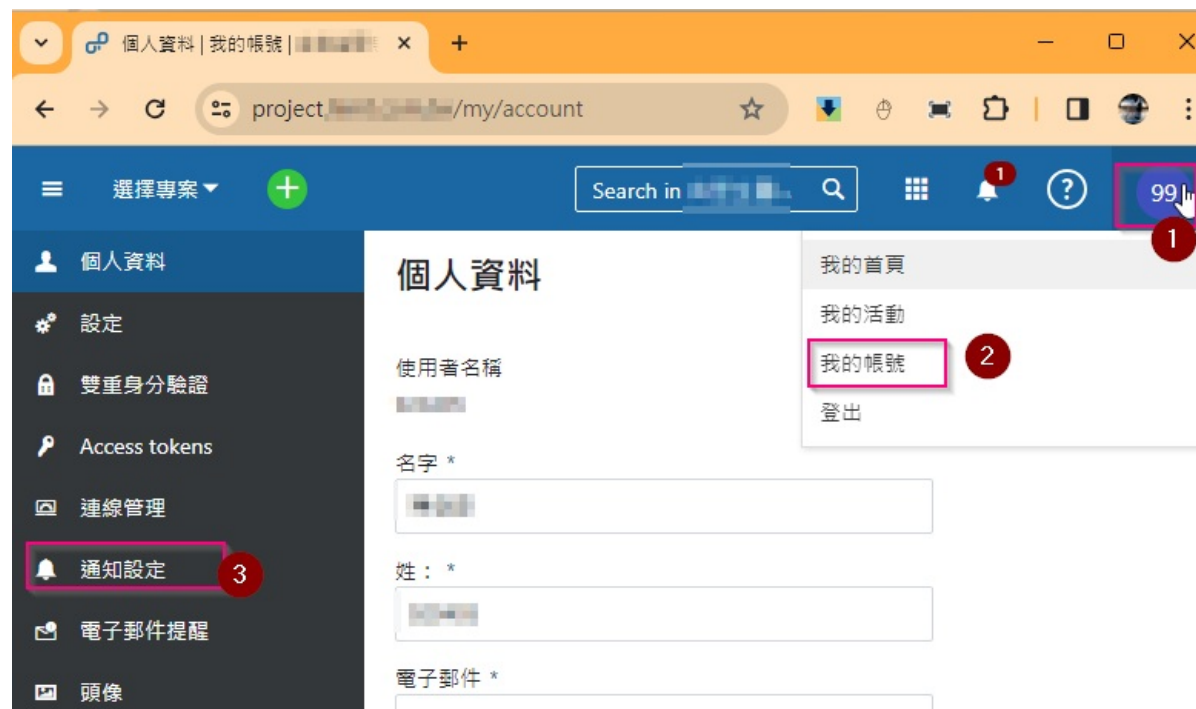 個人資料 | 我的帳號 |
project. /my/account
選擇專案
Search in
1
99
1
個人資料
設定
雙重身分驗證
Access tokens
連線管理
通知設定
3
電子郵件提醒
頭像
個人資料
使用者名稱
名字 *
姓： *
電子郵件 *
我的首頁
我的活動
我的帳號
2
登出